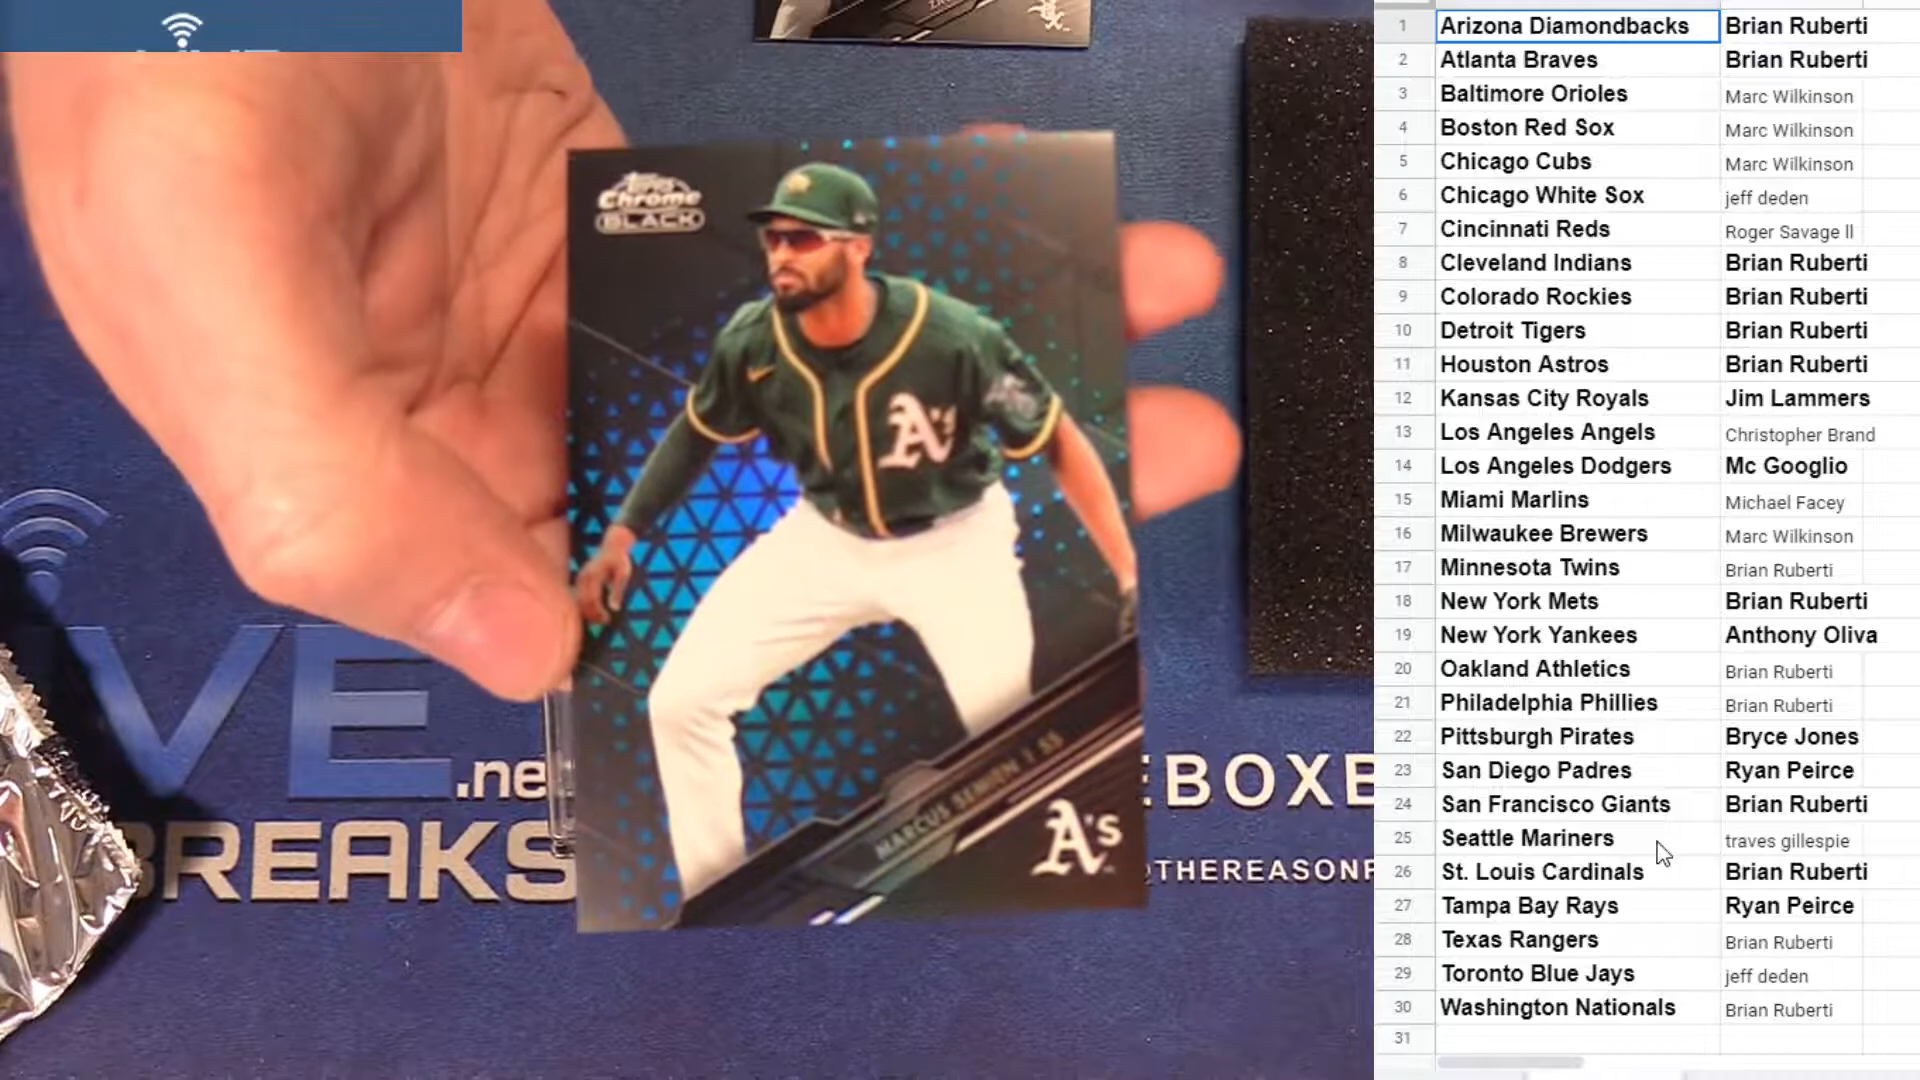 Topps
Chrome
BLACK
A's
MARCUS SEMIEN | SS
A's
VE
.ne
BREAKS
EBOXB
@THEREASONF
1 Arizona Diamondbacks Brian Ruberti
2 Atlanta Braves Brian Ruberti
3 Baltimore Orioles Marc Wilkinson
4 Boston Red Sox Marc Wilkinson
5 Chicago Cubs Marc Wilkinson
6 Chicago White Sox jeff deden
7 Cincinnati Reds Roger Savage ll
8 Cleveland Indians Brian Ruberti
9 Colorado Rockies Brian Ruberti
10 Detroit Tigers Brian Ruberti
11 Houston Astros Brian Ruberti
12 Kansas City Royals Jim Lammers
13 Los Angeles Angels Christopher Brand
14 Los Angeles Dodgers Mc Googlio
15 Miami Marlins Michael Facey
16 Milwaukee Brewers Marc Wilkinson
17 Minnesota Twins Brian Ruberti
18 New York Mets Brian Ruberti
19 New York Yankees Anthony Oliva
20 Oakland Athletics Brian Ruberti
21 Philadelphia Phillies Brian Ruberti
22 Pittsburgh Pirates Bryce Jones
23 San Diego Padres Ryan Peirce
24 San Francisco Giants Brian Ruberti
25 Seattle Mariners traves gillespie
26 St. Louis Cardinals Brian Ruberti
27 Tampa Bay Rays Ryan Peirce
28 Texas Rangers Brian Ruberti
29 Toronto Blue Jays jeff deden
30 Washington Nationals Brian Ruberti
31